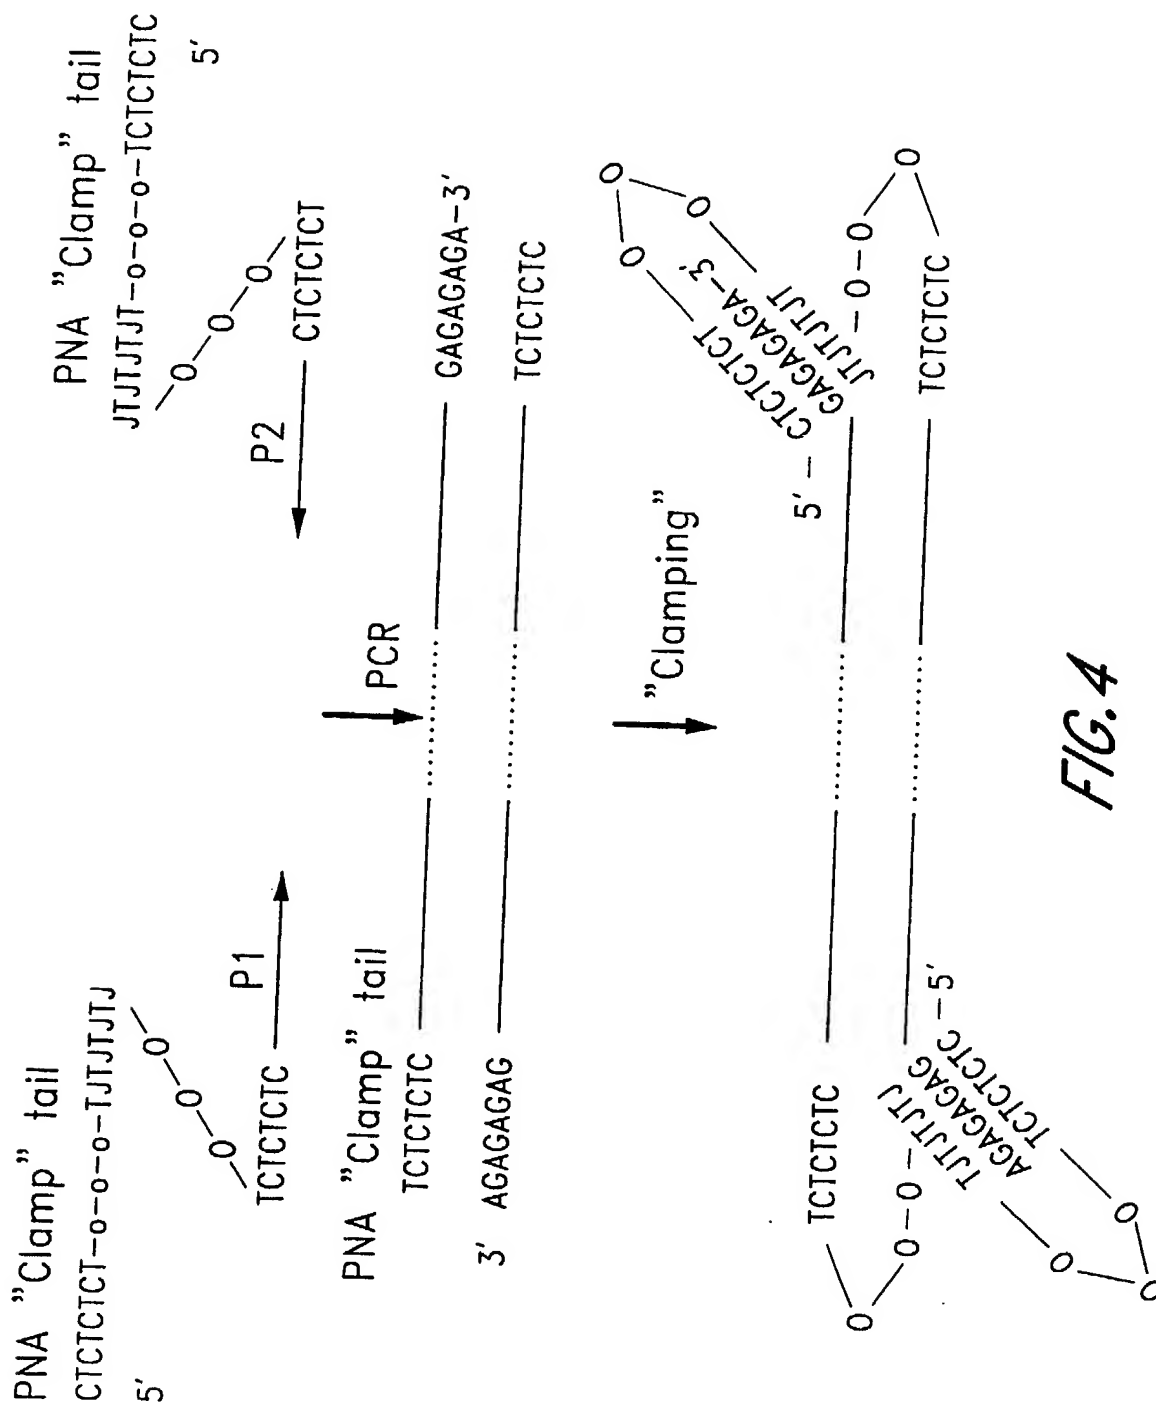 PNA "Clamp" tail
CTCTCTCT-o-o-o-TJTJTJTJ
5'
O
O
O
TCTCTCTC
P1
PNA "Clamp" tail
JTJTJTJT-o-o-o-TCTCTCTC
5'
O
O
O
CTCTCTCT
P2
PCR
PNA "Clamp" tail
TCTCTCTC
GAGAGAGA-3'
3' AGAGAGAG
TCTCTCTC
"Clamping"
5' - CTCTCTCT
GAGAGAGA-3'
JTJTJTJT
O
O
O
TCTCTCTC
O-O
O
O-O
O
TCTCTCTC
TJTJTJTJ
AGAGAGAG
TCTCTCTC -5'
O
O
O
FIG. 4